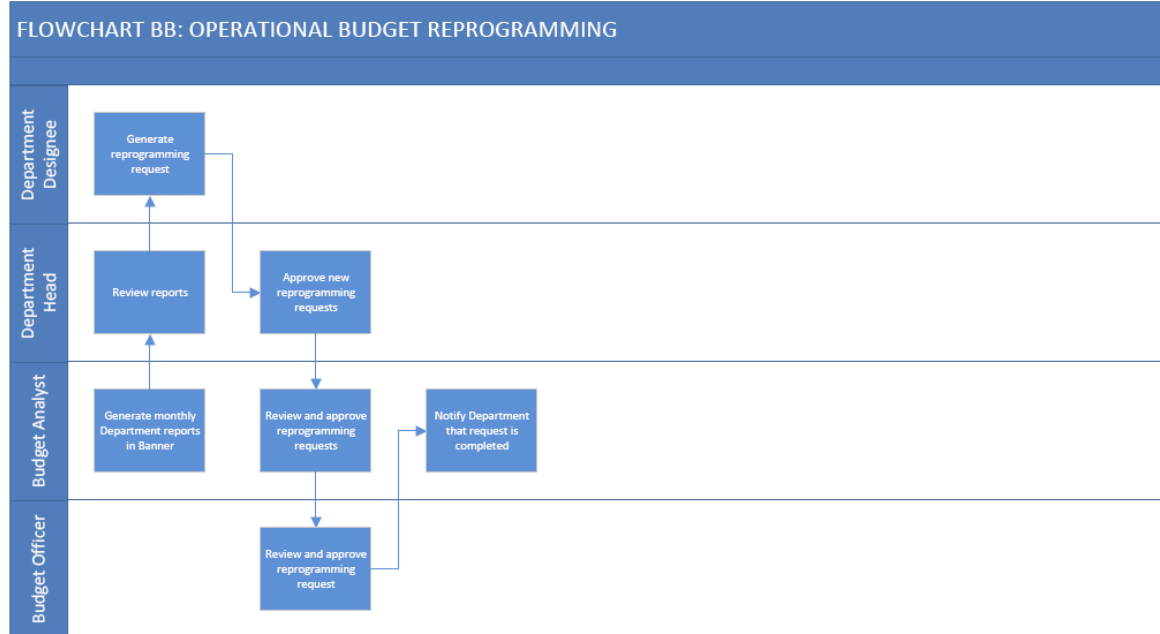 FLOWCHART BB: OPERATIONAL BUDGET REPROGRAMMING
Department
Designee
Generate
reprogramming
request
Department
Head
Review reports
Approve new
reprogramming
requests
Budget Analyst
Generate monthly
Department reports
in Banner
Review and approve
reprogramming
requests
Notify Department
that request is
completed
Budget Officer
Review and approve
reprogramming
request